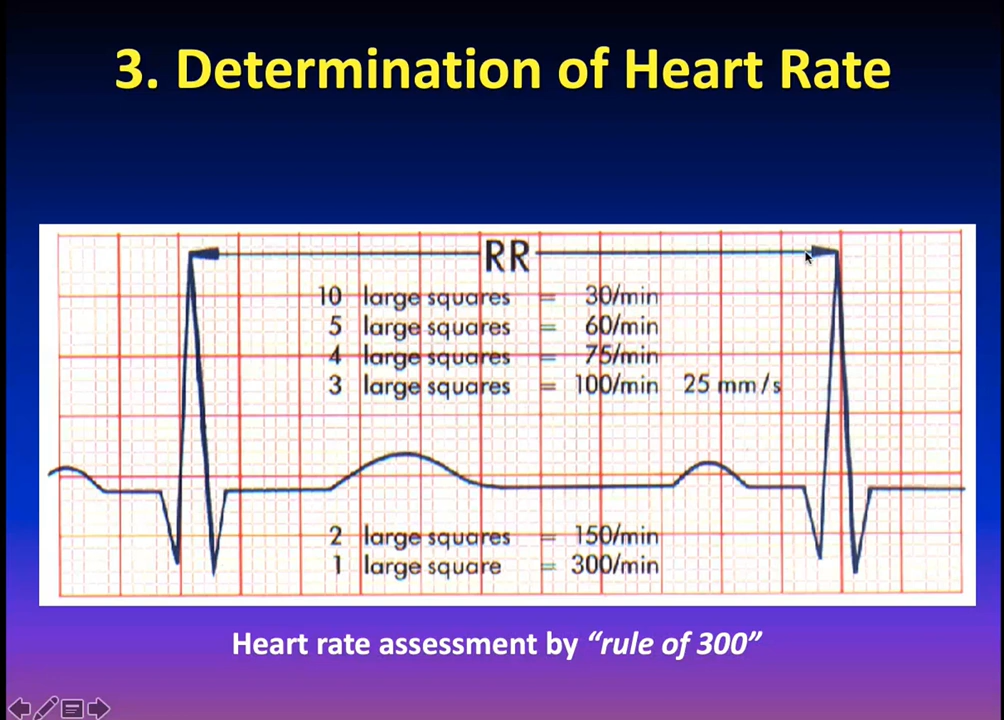 3. Determination of Heart Rate
RR
10 large squares = 30/min
5 large squares = 60/min
4 large squares = 75/min
3 large squares = 100/min 25 mm/s
2 large squares = 150/min
1 large square = 300/min
Heart rate assessment by “rule of 300”